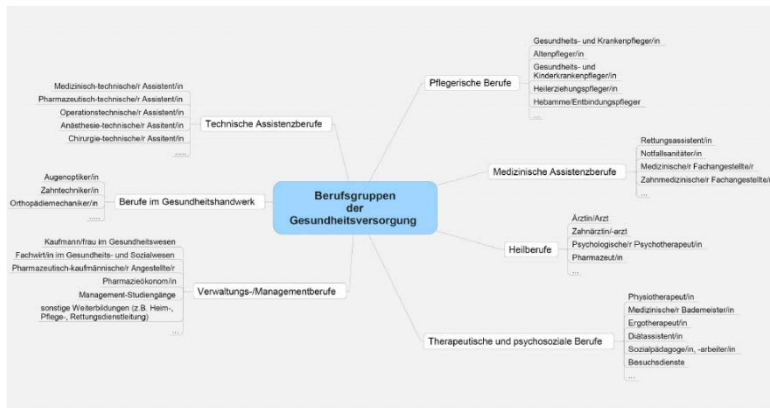 Berufsgruppen
der
Gesundheitsversorgung
Technische Assistenzberufe
Medizinisch-technische/r Assistent/in
Pharmazeutisch-technische/r Assistent/in
Operationstechnische/r Assistent/in
Anästhesie-technische/r Assitent/in
Chirurgie-technische/r Assitent/in
.....
Berufe im Gesundheitshandwerk
Augenoptiker/in
Zahntechniker/in
Orthopädiemechaniker/in
.....
Verwaltungs-/Managementberufe
Kaufmann/frau im Gesundheitswesen
Fachwirt/in im Gesundheits- und Sozialwesen
Pharmazeutisch-kaufmännische/r Angestellte/r
Pharmazieökonom/in
Management-Studiengänge
sonstige Weiterbildungen (z.B. Heim-,
Pflege-, Rettungsdienstleitung)
...
Pflegerische Berufe
Gesundheits- und Krankenpfleger/in
Altenpfleger/in
Gesundheits- und
Kinderkrankenpfleger/in
Heilerziehungspfleger/in
Hebamme/Entbindungspfleger
...
Medizinische Assistenzberufe
Rettungsassistent/in
Notfallsanitäter/in
Medizinische/r Fachangestellte/r
Zahnmedizinische/r Fachangestellte/r
...
Heilberufe
Ärztin/Arzt
Zahnärztin/-arzt
Psychologische/r Psychotherapeut/in
Pharmazeut/in
...
Therapeutische und psychosoziale Berufe
Physiotherapeut/in
Medizinische/r Bademeister/in
Ergotherapeut/in
Diätassistent/in
Sozialpädagoge/in, -arbeiter/in
Besuchsdienste
...